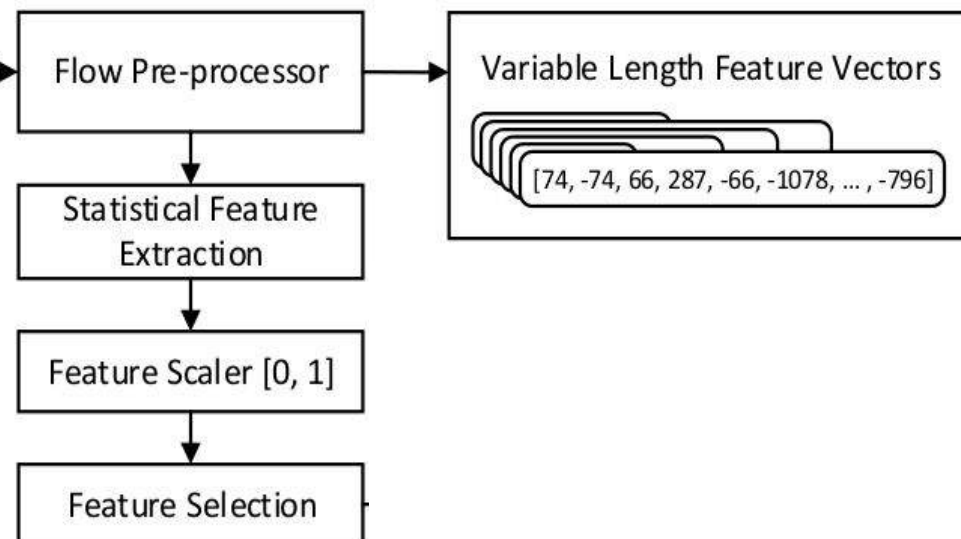 Flow Pre-processor
Variable Length Feature Vectors
[74, -74, 66, 287, -66, -1078, ... , -796]
Statistical Feature
Extraction
Feature Scaler [0, 1]
Feature Selection